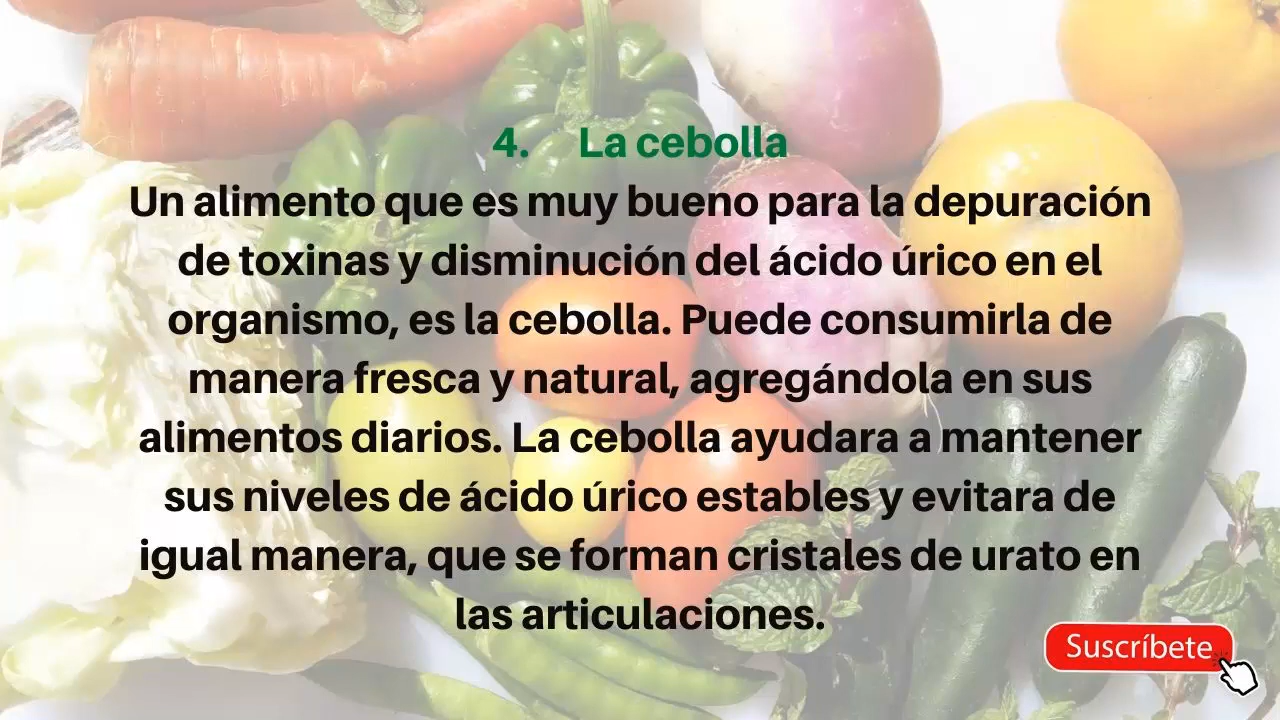 4. La cebolla
Un alimento que es muy bueno para la depuración
de toxinas y disminución del ácido úrico en el
organismo, es la cebolla. Puede consumirla de
manera fresca y natural, agregándola en sus
alimentos diarios. La cebolla ayudara a mantener
sus niveles de ácido úrico estables y evitara de
igual manera, que se forman cristales de urato en
las articulaciones.
Suscríbete